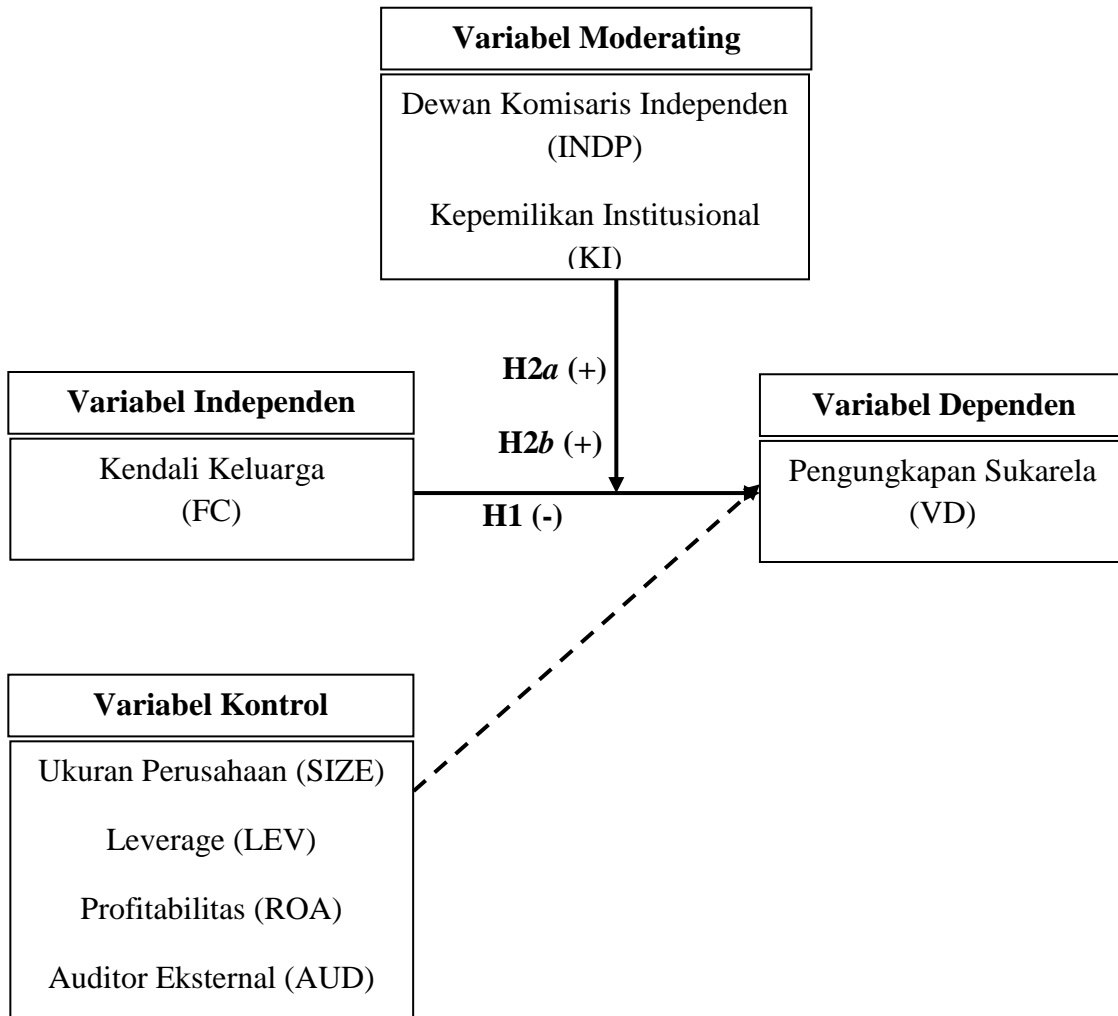 Variabel Moderating
Dewan Komisaris Independen
(INDP)
Kepemilikan Institusional
(KI)
H2a (+)
Variabel Independen
Variabel Dependen
H2b (+)
Kendali Keluarga
(FC)
Pengungkapan Sukarela
(VD)
H1 (-)
Variabel Kontrol
Ukuran Perusahaan (SIZE)
Leverage (LEV)
Profitabilitas (ROA)
Auditor Eksternal (AUD)